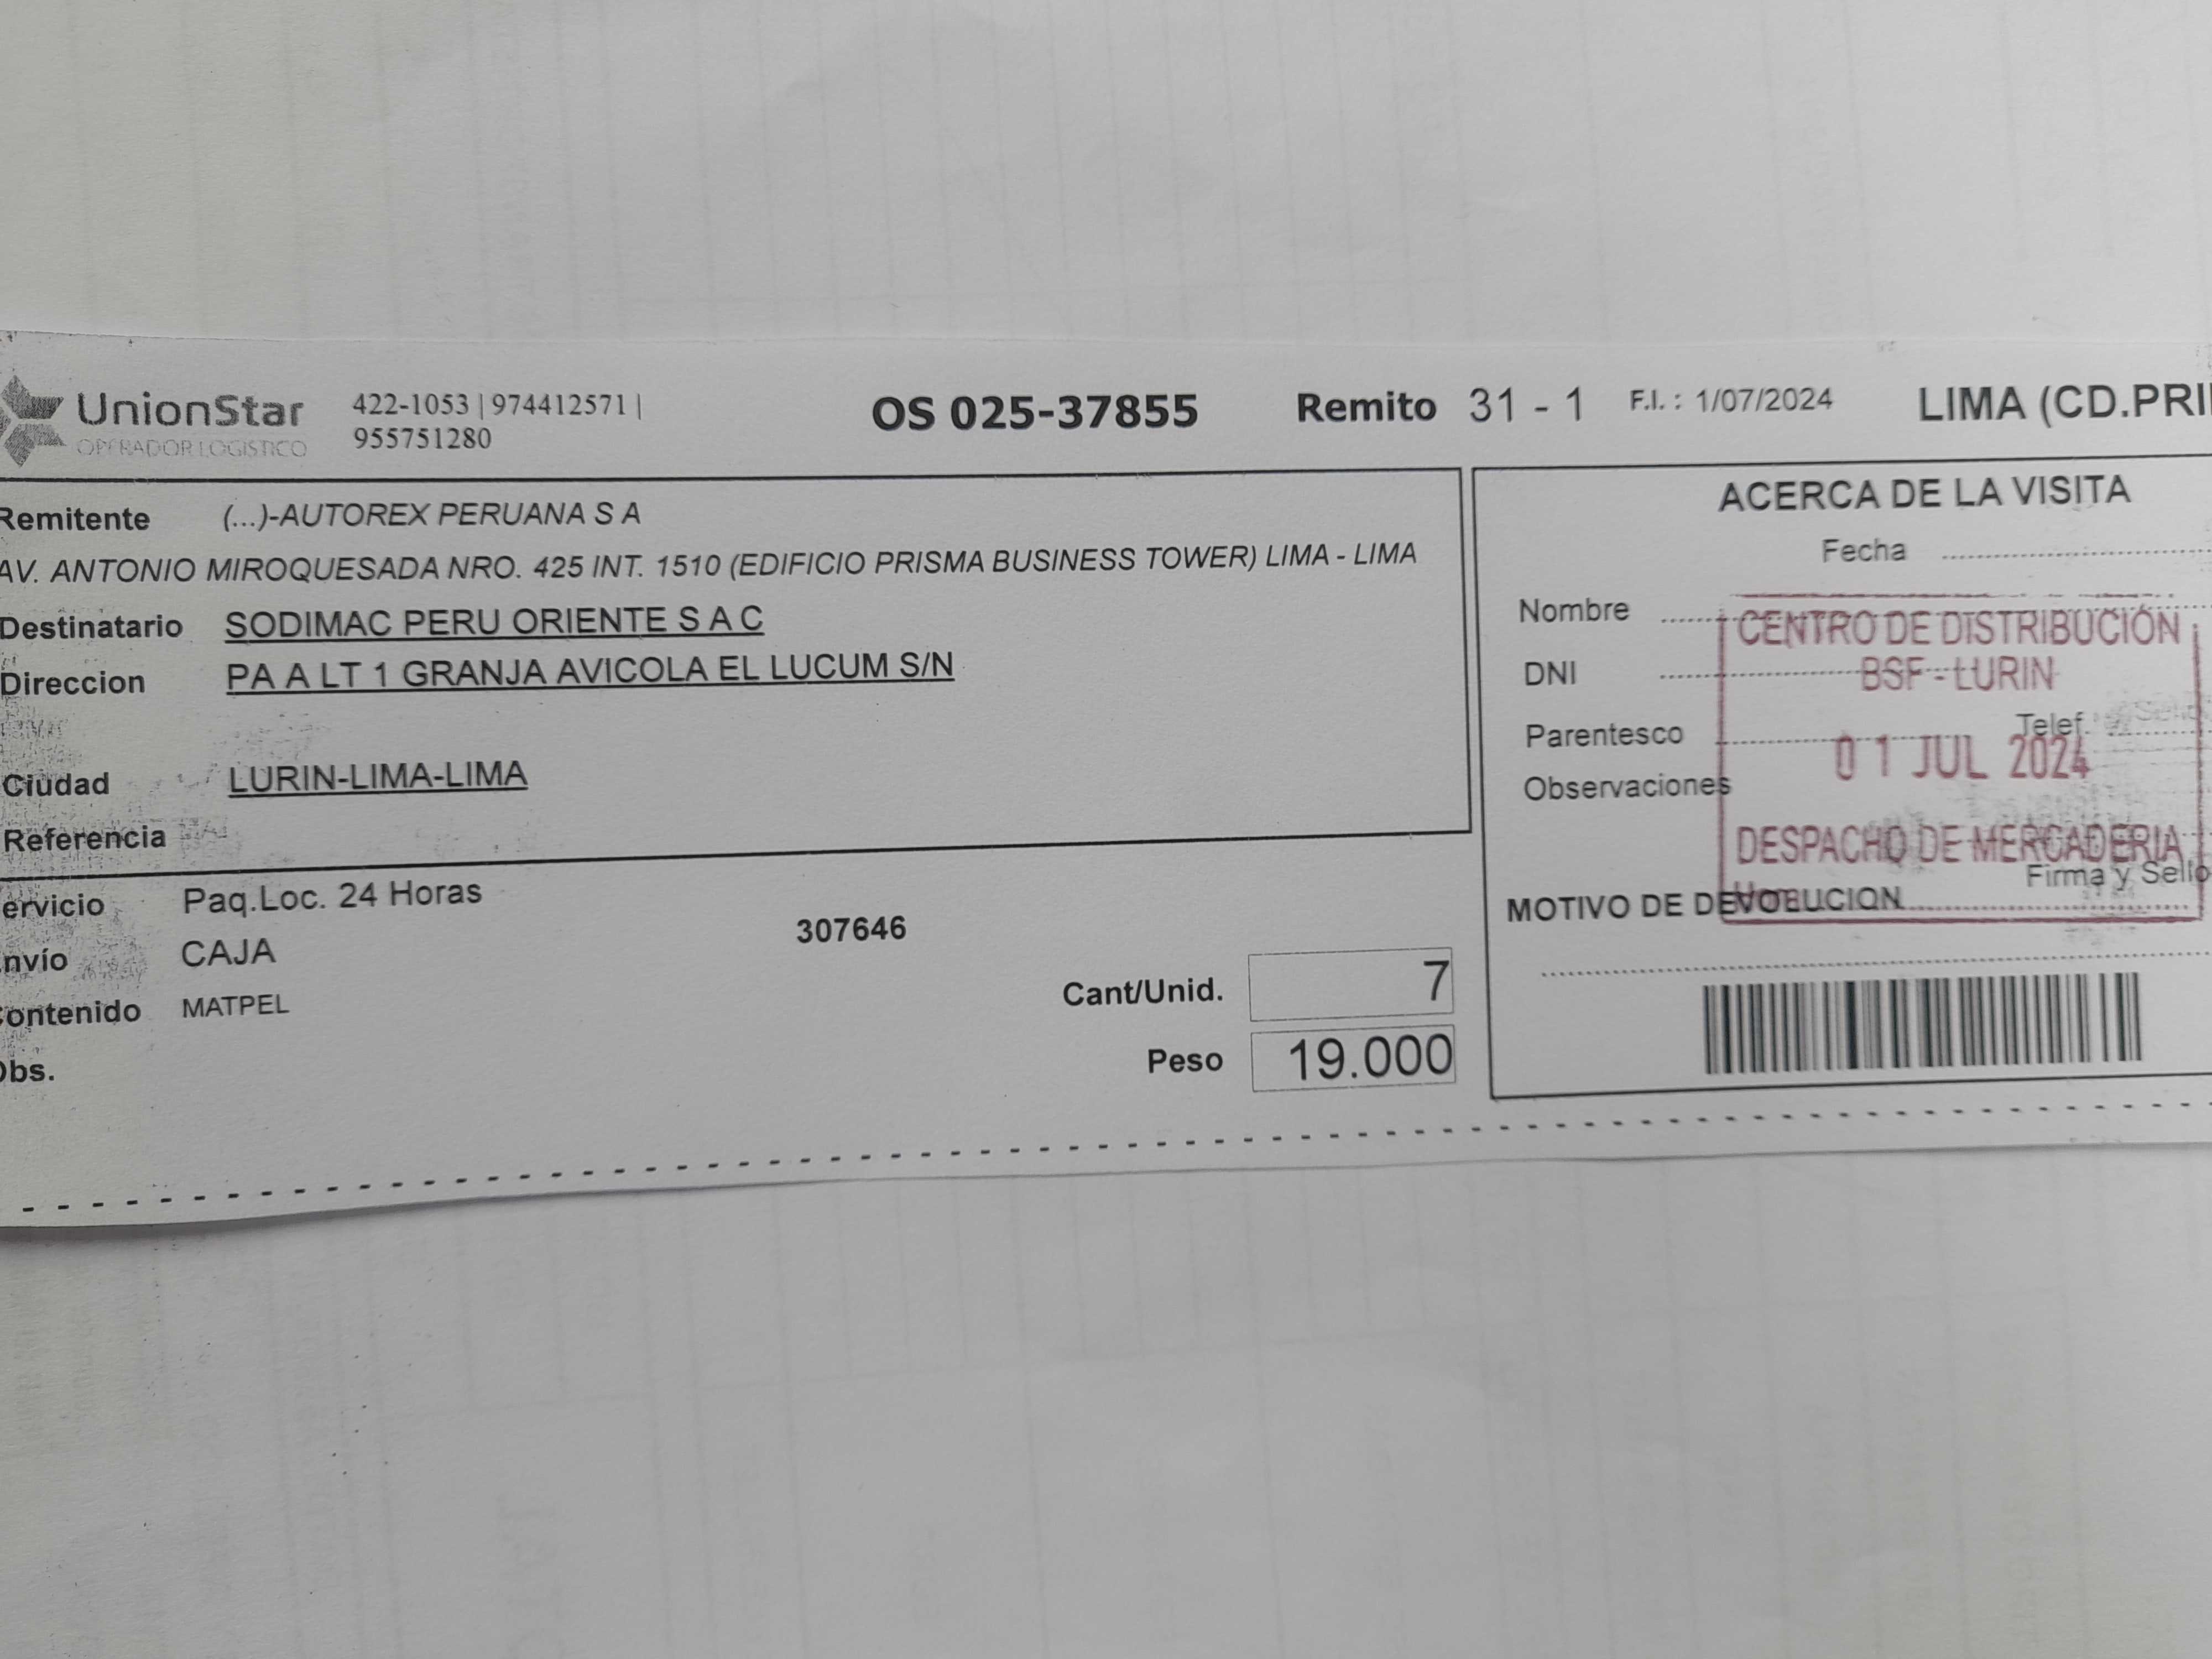 UnionStar
OPERADOR LOGISTICO
422-1053 | 974412571 |
955751280
OS 025-37855
Remito 31 - 1
F.I. : 1/07/2024
LIMA (CD.PRI
Remitente (...)-AUTOREX PERUANA S A
AV. ANTONIO MIROQUESADA NRO. 425 INT. 1510 (EDIFICIO PRISMA BUSINESS TOWER) LIMA - LIMA
Destinatario SODIMAC PERU ORIENTE S A C
Direccion PA A LT 1 GRANJA AVICOLA EL LUCUM S/N
Ciudad LURIN-LIMA-LIMA
Referencia
ervicio Paq.Loc. 24 Horas
307646
nvío CAJA
ontenido MATPEL
Obs.
Cant/Unid. 7
Peso 19.000
ACERCA DE LA VISITA
Fecha
Nombre
DNI
Parentesco
Telef.
Observaciones
Firma y Sello
MOTIVO DE DEVOLUCION
CENTRO DE DISTRIBUCIÓN
BSF - LURIN
01 JUL 2024
DESPACHO DE MERCADERIA